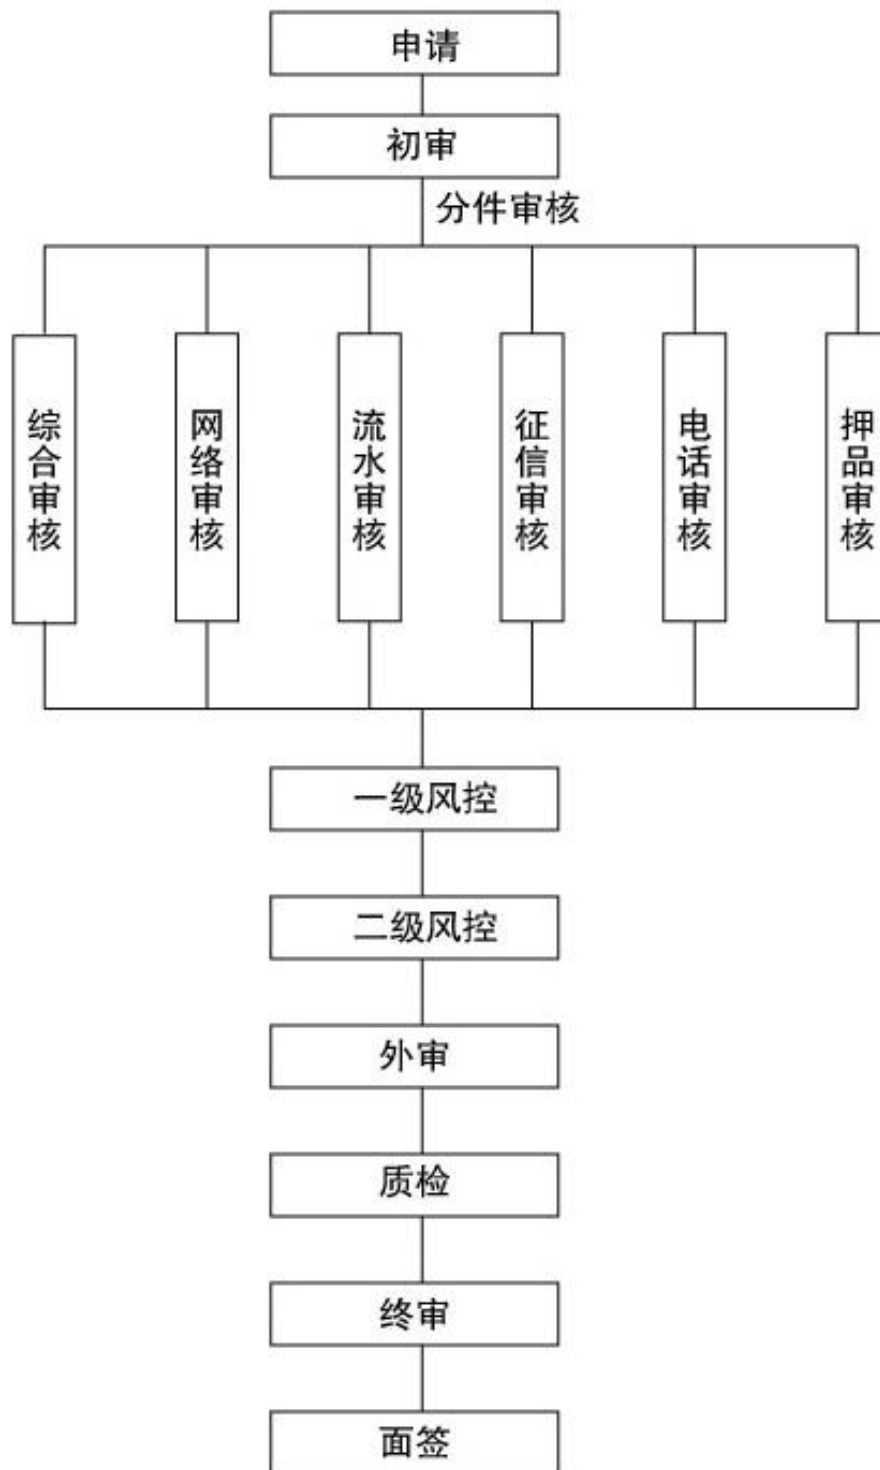 申请
初审
分件审核
综合审核
网络审核
流水审核
征信审核
电话审核
押品审核
一级风控
二级风控
外审
质检
终审
面签